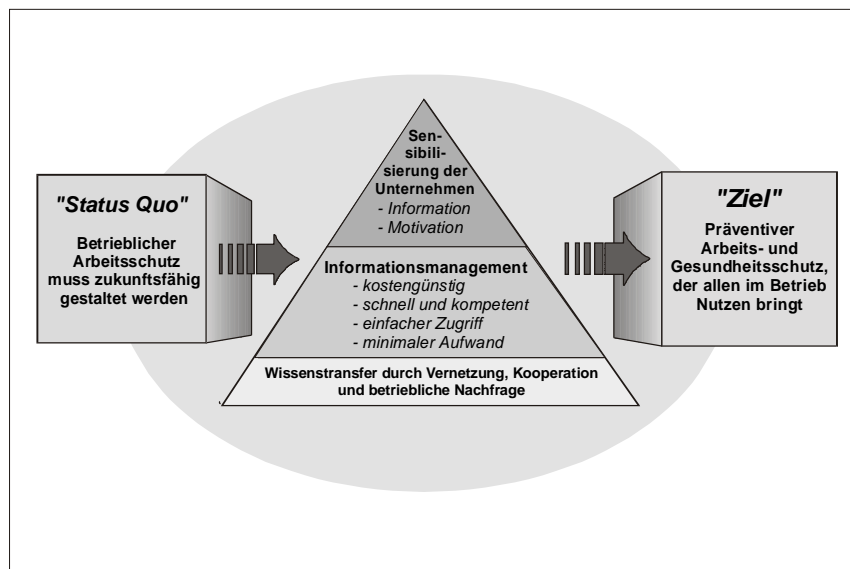 "Status Quo"
Betrieblicher
Arbeitsschutz
muss zukunftsfähig
gestaltet werden
Sen-
sibili-
sierung der
Unternehmen
- Information
- Motivation
Informationsmanagement
- kostengünstig
- schnell und kompetent
- einfacher Zugriff
- minimaler Aufwand
Wissenstransfer durch Vernetzung, Kooperation
und betriebliche Nachfrage
"Ziel"
Präventiver
Arbeits- und
Gesundheitsschutz,
der allen im Betrieb
Nutzen bringt